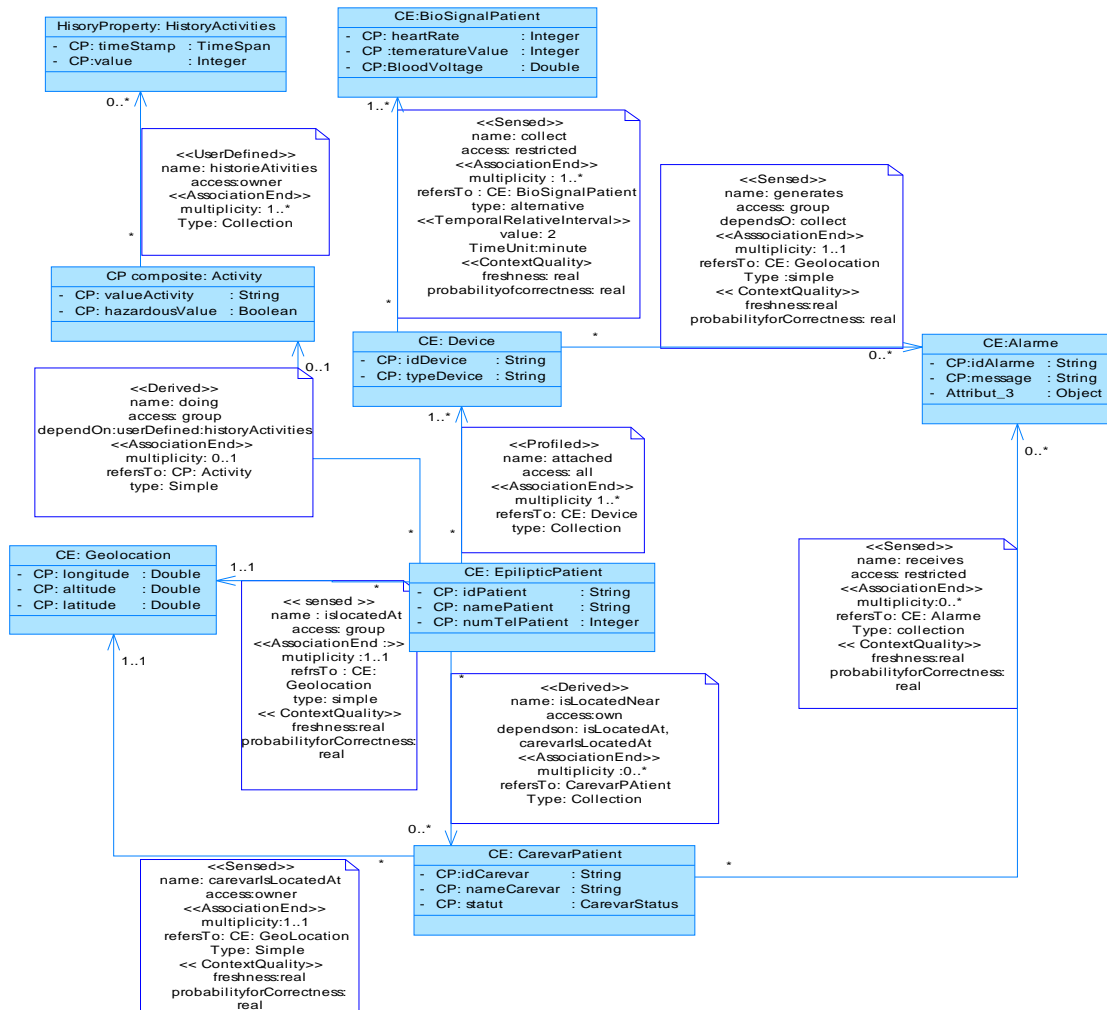 HisoryProperty: HistoryActivities
- CP: timeStamp : TimeSpan
- CP:value : Integer
CE:BioSignalPatient
- CP: heartRate : Integer
- CP :temeratureValue : Integer
- CP:BloodVoltage : Double
0..*
1..*
<<UserDefined>>
name: historieAtivities
access:owner
<<AssociationEnd>>
multiplicity: 1..*
Type: Collection
*
<<Sensed>>
name: collect
access: restricted
<<AssociationEnd>>
multiplicity : 1..*
refersTo : CE: BioSignalPatient
type: alternative
<<TemporalRelativeInterval>>
value: 2
TimeUnit:minute
<<ContextQuality>
freshness: real
probabilityofcorrectness: real
*
<<Sensed>>
name: generates
access: group
dependsO: collect
<<AsssociationEnd>>
multiplicity: 1..1
refersTo: CE: Geolocation
Type :simple
<< ContextQuality>>
freshness:real
probabilityforCorrectness: real
CP composite: Activity
- CP: valueActivity : String
- CP: hazardousValue : Boolean
0..1
CE: Device
- CP: idDevice : String
- CP: typeDevice : String
*
0..*
1..*
CE:Alarme
- CP:idAlarme : String
- CP:message : String
- Attribut_3 : Object
0..*
<<Derived>>
name: doing
access: group
dependOn:userDefined:historyActivities
<<AssociationEnd>>
multiplicity: 0..1
refersTo: CP: Activity
type: Simple
*
<<Profiled>>
name: attached
access: all
<<AssociationEnd>>
multiplicity 1..*
refersTo: CE: Device
type: Collection
*
CE: Geolocation
- CP: longitude : Double
- CP: altitude : Double
- CP: latitude : Double
1..1
*
1..1
CE: EpilipticPatient
- CP: idPatient : String
- CP: namePatient : String
- CP: numTelPatient : Integer
<< sensed >>
name : islocatedAt
access: group
<<AssociationEnd :>>
mutiplicity :1..1
refrsTo : CE:
Geolocation
type: simple
<< ContextQuality>>
freshness:real
probabilityforCorrectness:
real
*
<<Derived>>
name: isLocatedNear
access:own
dependson: isLocatedAt,
carevarIsLocatedAt
<<AssociationEnd>>
multiplicity :0..*
refersTo: CarevarPAtient
Type: Collection
0..*
<<Sensed>>
name: receives
access: restricted
<<AssociationEnd>>
multiplicity:0..*
refersTo: CE: Alarme
Type: collection
<< ContextQuality>>
freshness:real
probabilityforCorrectness:
real
CE: CarevarPatient
- CP:idCarevar : String
- CP: nameCarevar : String
- CP: statut : CarevarStatus
*
*
<<Sensed>>
name: carevarIsLocatedAt
access:owner
<<AssociationEnd>>
multiplicity:1..1
refersTo: CE: GeoLocation
Type: Simple
<< ContextQuality>>
freshness:real
probabilityforCorrectness:
real